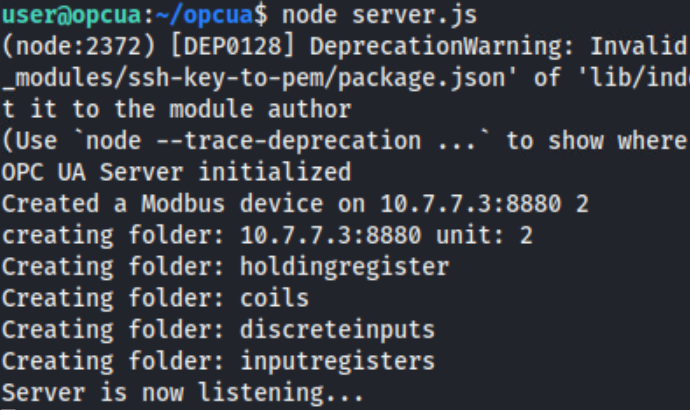 user@opcua:~/opcua$ node server.js
(node:2372) [DEP0128] DeprecationWarning: Invalid
_modules/ssh-key-to-pem/package.json' of 'lib/ind
t it to the module author
(Use `node --trace-deprecation ...` to show where
OPC UA Server initialized
Created a Modbus device on 10.7.7.3:8880 2
creating folder: 10.7.7.3:8880 unit: 2
Creating folder: holdingregister
Creating folder: coils
Creating folder: discreteinputs
Creating folder: inputregisters
Server is now listening...